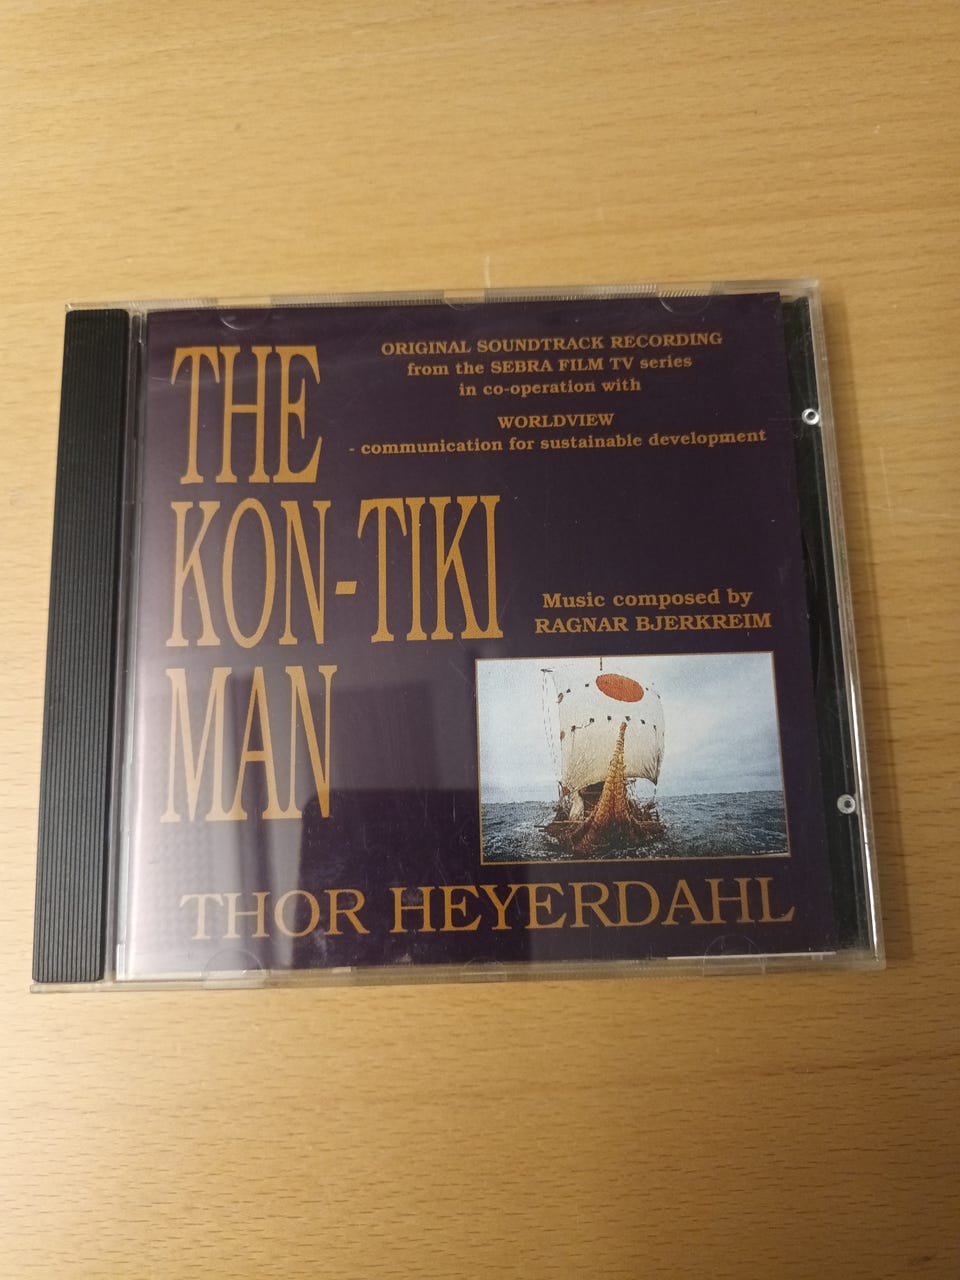 THE
KON-TIKI
MAN
ORIGINAL SOUNDTRACK RECORDING
from the SEBRA FILM TV series
in co-operation with
WORLDVIEW
- communication for sustainable development
Music composed by
RAGNAR BJERKREIM
THOR HEYERDAHL